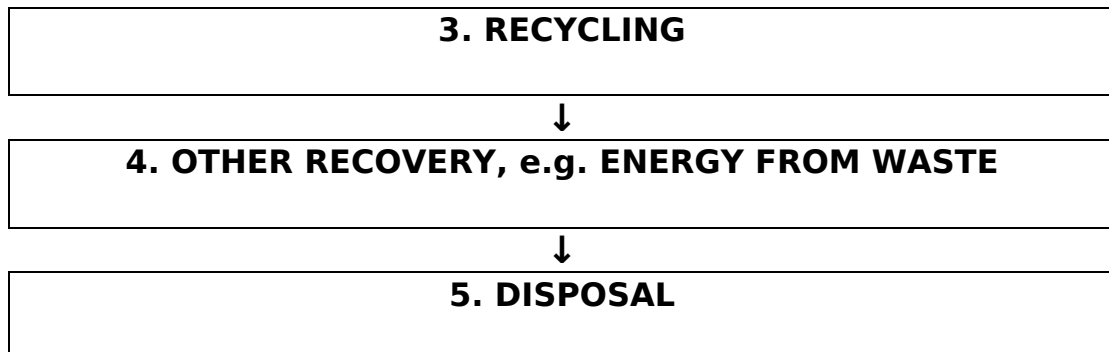 3. RECYCLING
↓
4. OTHER RECOVERY, e.g. ENERGY FROM WASTE
↓
5. DISPOSAL